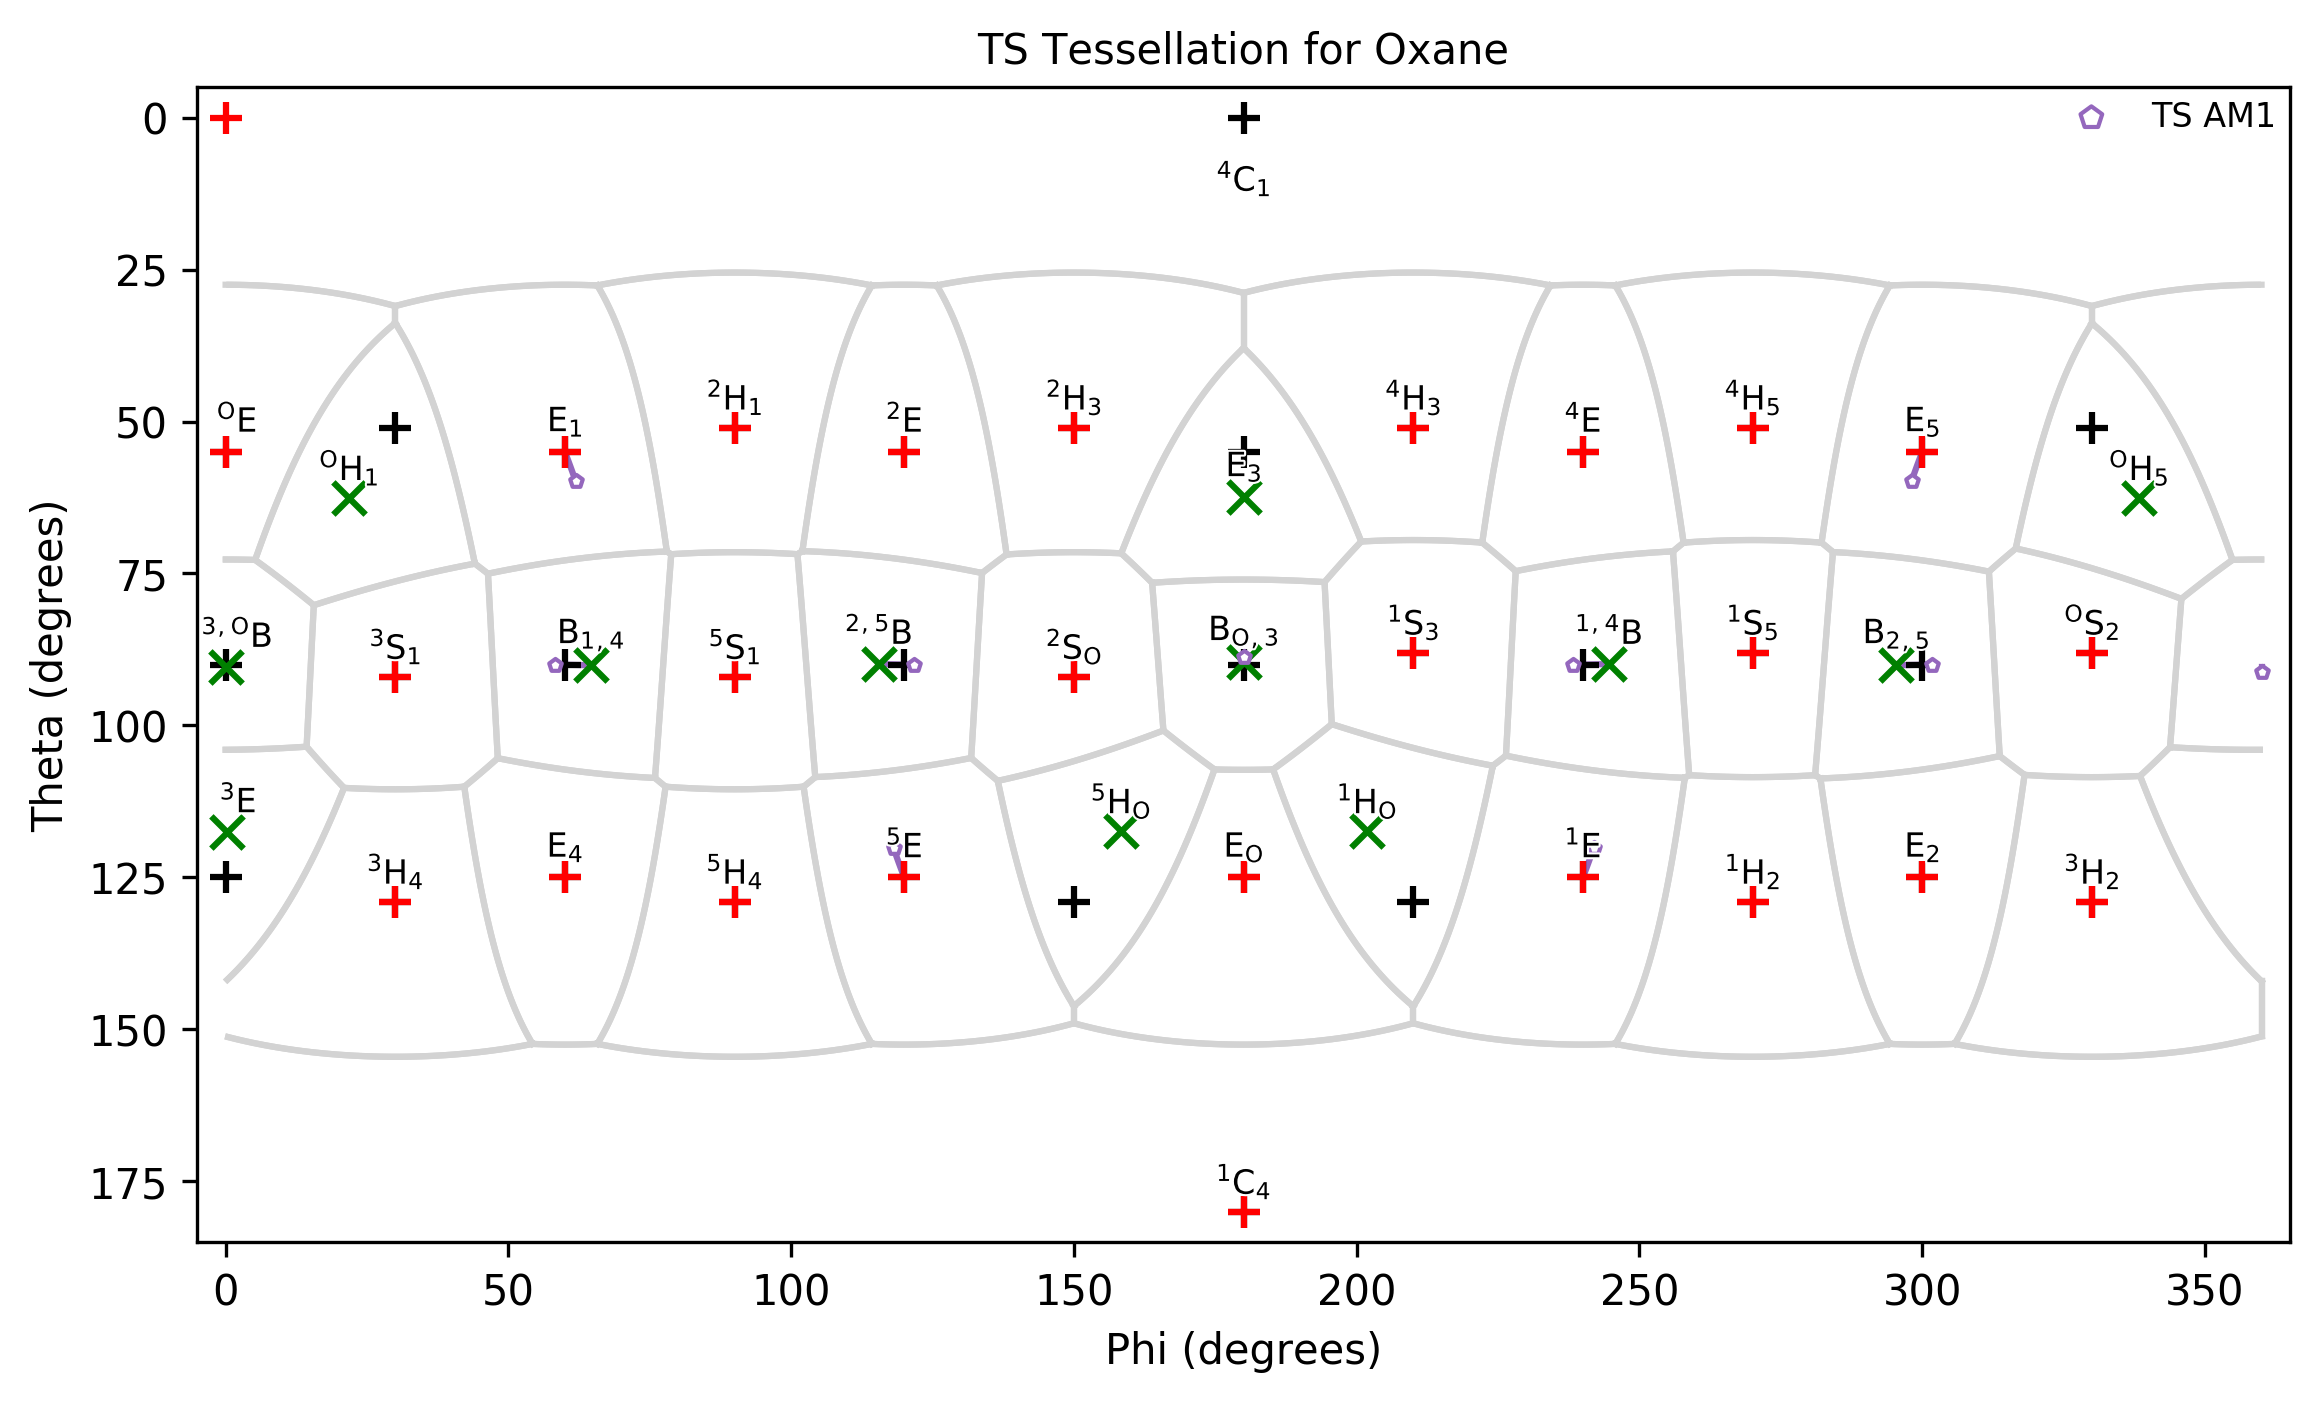 TS Tessellation for Oxane
TS AM1
⁴C₁
0
25
50
75
100
125
150
175
Theta (degrees)
ᴼE
ᴼH₁
E₁
²H₁
²E
²H₃
E₃
⁴H₃
⁴E
⁴H₅
E₅
ᴼH₅
³,ᴼB
³S₁
B₁,₄
⁵S₁
²,⁵B
²Sₒ
Bₒ,₃
¹S₃
¹,⁴B
¹S₅
B₂,₅
ᴼS₂
³E
³H₄
E₄
⁵H₄
⁵E
⁵Hₒ
Eₒ
¹Hₒ
¹E
¹H₂
E₂
³H₂
¹C₄
0 50 100 150 200 250 300 350
Phi (degrees)